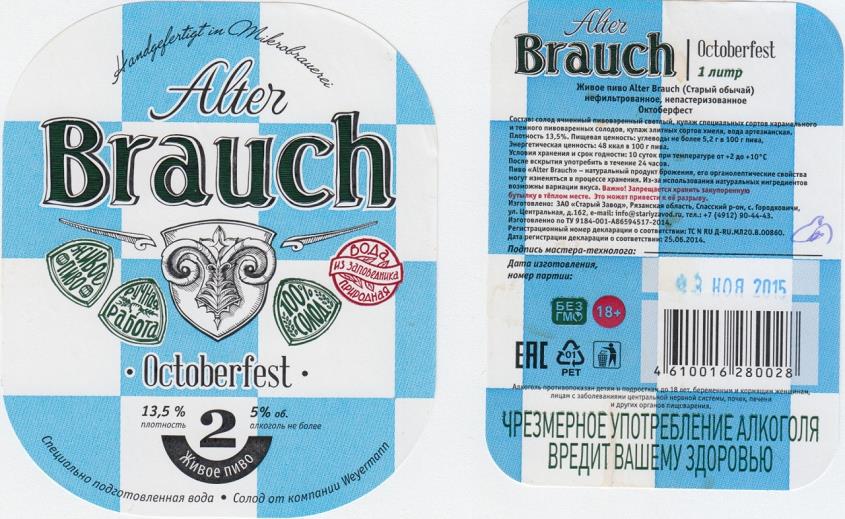 Handgefertigt in Mikrobrauerei
Alter
Brauch
ЯДРО
ПИВО
РУЧНАЯ
РАБОТА
100%
СОЛОД
ВОДА
ИЗ ЗАПОВЕДНИКА
ПРИРОДНАЯ
• Octoberfest •
13,5 % 5% об.
плотность алкоголь не более
2
Живое пиво
Специально подготовленная вода • Солод от компании Weyermann
Alter
Brauch
Octoberfest
1 литр
Живое пиво Alter Brauch (Старый обычай)
нефильтрованное, непастеризованное
Октоберфест
Состав: солод ячменный пивоваренный светлый, купаж специальных сортов карамельного
и темного пивоваренных солодов, купаж элитных сортов хмеля, вода артезианская.
Плотность 13,5%. Пищевая ценность: углеводы не более 5,2 г в 100 г пива,
Энергетическая ценность: 48 ккал в 100 г пива.
Условия хранения и срок годности: 10 суток при температуре от +2 до +10°С
После вскрытия употребить в течение 24 часов.
Пиво «Alter Brauch» – натуральный продукт брожения, его органолептические свойства
могут изменяться в процессе хранения. Из-за использования натуральных ингредиентов
возможны вариации вкуса. Важно! Запрещается хранить закупоренную
бутылку в тёплом месте. Это может привести к её разрыву.
Изготовлено: ЗАО «Старый Завод», Рязанская область, Спасский р-он, с. Городковичи,
ул. Центральная, д.162, e-mail: info@stariyzavod.ru, тел.: +7 (4912) 90-44-43.
Изготовленно по ТУ 9184-001-А86594517-2014.
Регистрационный номер декларации о соответствии: ТС N RU Д-RU.МЛ20.В.00860.
Дата регистрации декларации о соответствии: 25.06.2014.
Подпись мастера-технолога:
Дата изготовления,
номер партии:
НОЯ 2015
БЕЗ
ГМО
18+
EAC
01
PET
4 610016 280028
Алкоголь противопоказан детям и подросткам до 18 лет, беременным и кормящим женщинам,
лицам с заболеваниями центральной нервной системы, почек, печени
и других органов пищеварения.
ЧРЕЗМЕРНОЕ УПОТРЕБЛЕНИЕ АЛКОГОЛЯ
ВРЕДИТ ВАШЕМУ ЗДОРОВЬЮ